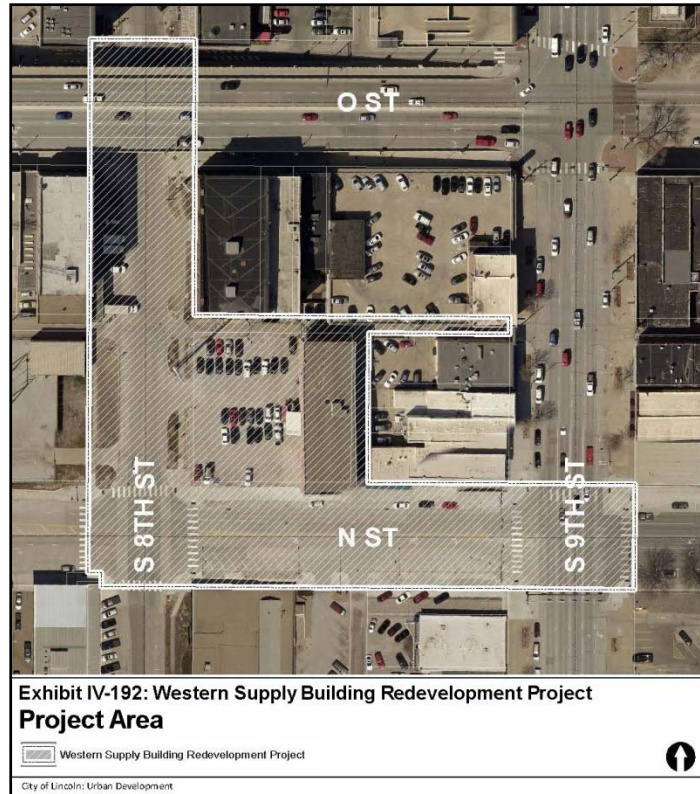 O ST
S 8TH ST
N ST
S 9TH ST
Exhibit IV-192: Western Supply Building Redevelopment Project
Project Area
Western Supply Building Redevelopment Project
City of Lincoln: Urban Development